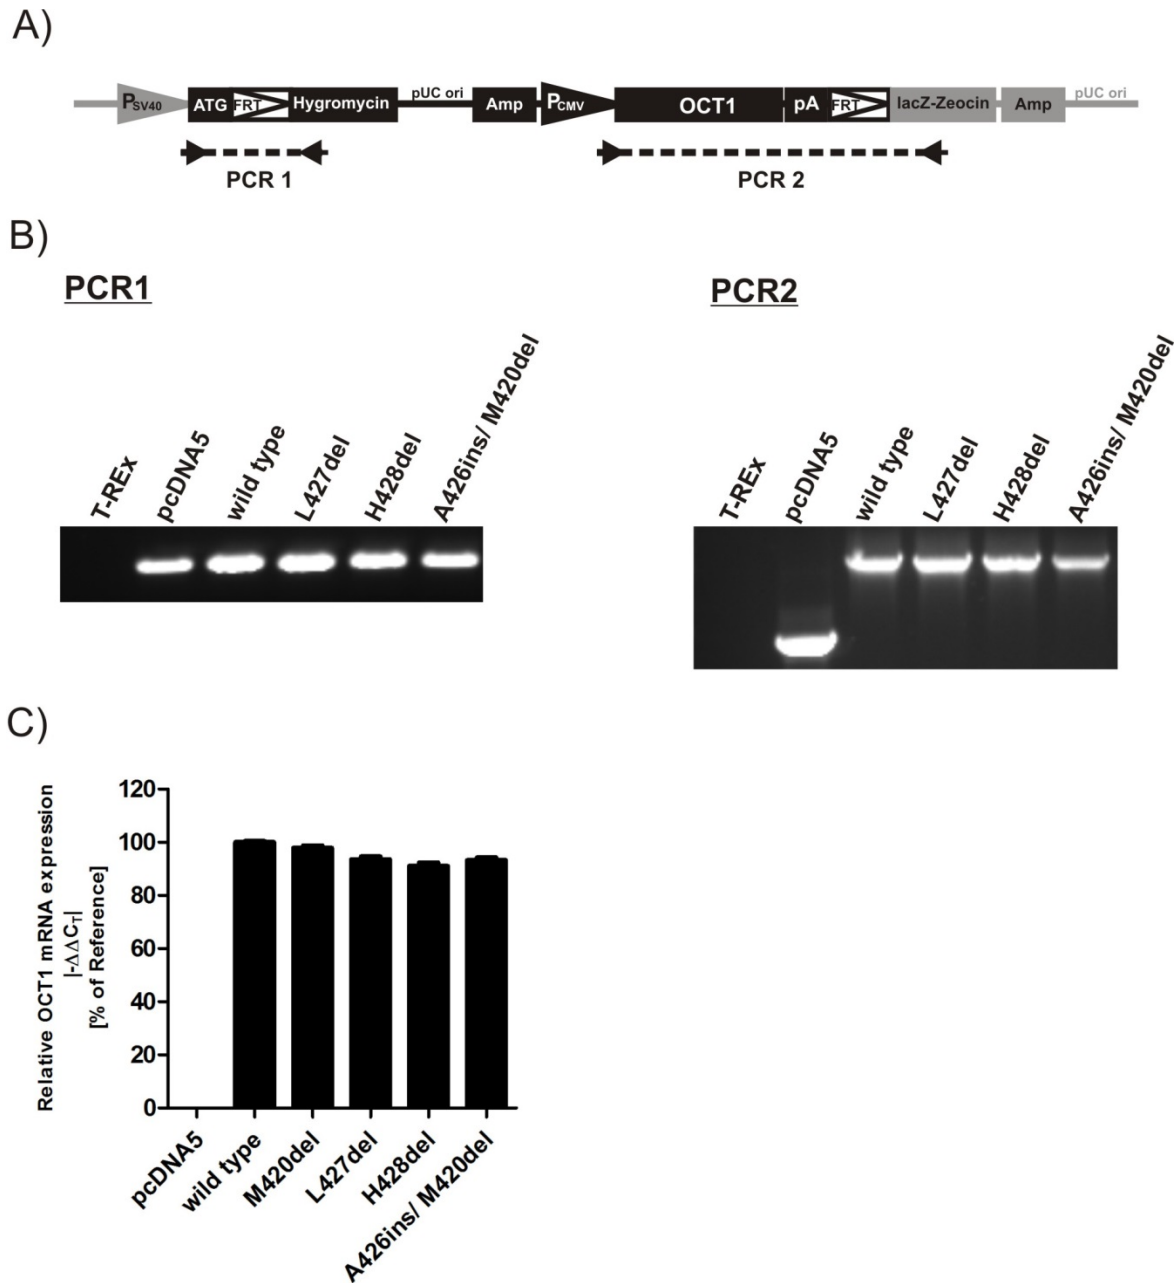 A)
PSV40 ATG FRT Hygromycin pUC ori Amp PCMV OCT1 pA FRT lacZ-Zeocin Amp pUC ori
PCR 1 PCR 2
B)
PCR1
T-REx
pcDNA5
wild type
L427del
H428del
A426ins/ M420del
PCR2
T-REx
pcDNA5
wild type
L427del
H428del
A426ins/ M420del
C)
Relative OCT1 mRNA expression
|-ΔΔCT|
[% of Reference]
120
100
80
60
40
20
0
pcDNA5
wild type
M420del
L427del
H428del
A426ins/ M420del